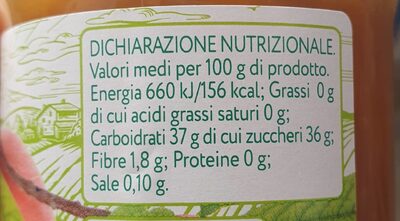 DICHIARAZIONE NUTRIZIONALE.
Valori medi per 100 g di prodotto.
Energia 660 kJ/156 kcal; Grassi 0 g
di cui acidi grassi saturi 0 g;
Carboidrati 37 g di cui zuccheri 36 g;
Fibre 1,8 g; Proteine 0 g;
Sale 0,10 g.